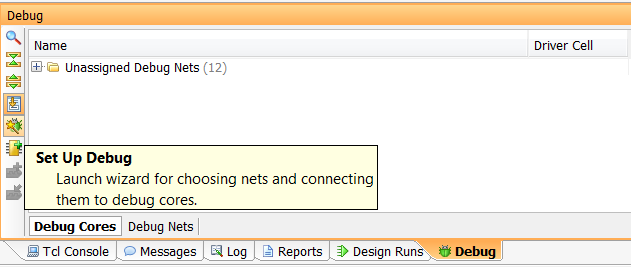 Debug
Name Driver Cell
Unassigned Debug Nets (12)
Set Up Debug
Launch wizard for choosing nets and connecting
them to debug cores.
Debug Cores Debug Nets
Tcl Console Messages Log Reports Design Runs Debug